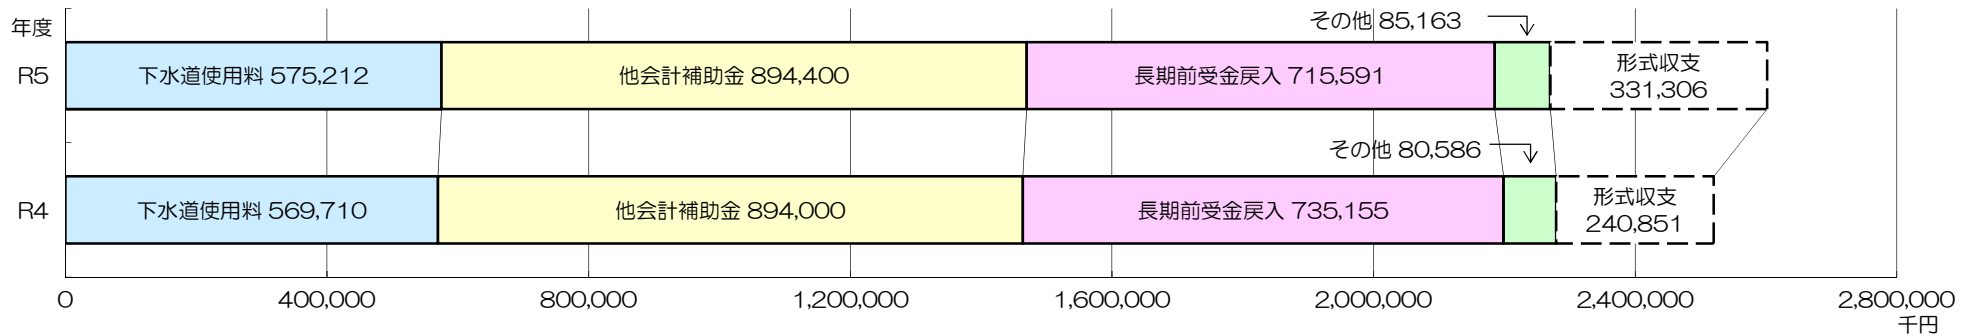 年度
その他 85,163
R5
下水道使用料 575,212
他会計補助金 894,400
長期前受金戻入 715,591
形式収支
331,306
その他 80,586
R4
下水道使用料 569,710
他会計補助金 894,000
長期前受金戻入 735,155
形式収支
240,851
0
400,000
800,000
1,200,000
1,600,000
2,000,000
2,400,000
2,800,000
千円